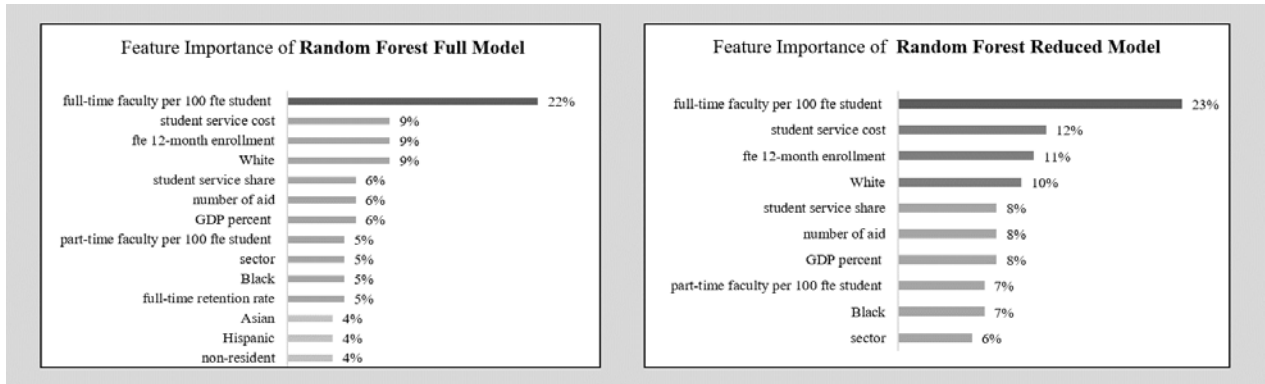 Feature Importance of Random Forest Full Model
full-time faculty per 100 fte student 22%
student service cost 9%
fte 12-month enrollment 9%
White 9%
student service share 6%
number of aid 6%
GDP percent 6%
part-time faculty per 100 fte student 5%
sector 5%
Black 5%
full-time retention rate 5%
Asian 4%
Hispanic 4%
non-resident 4%
Feature Importance of Random Forest Reduced Model
full-time faculty per 100 fte student 23%
student service cost 12%
fte 12-month enrollment 11%
White 10%
student service share 8%
number of aid 8%
GDP percent 8%
part-time faculty per 100 fte student 7%
Black 7%
sector 6%